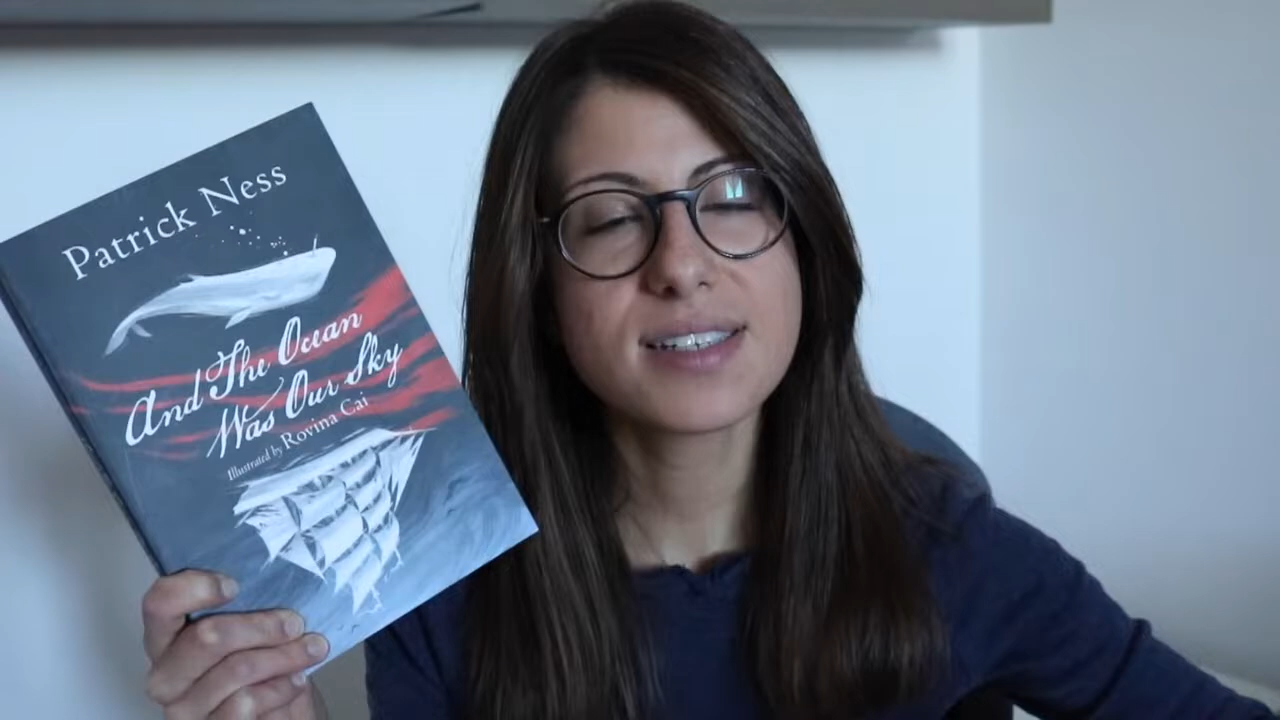 Patrick Ness
And The Ocean
Was Our Sky
Illustrated by Rovina Cai